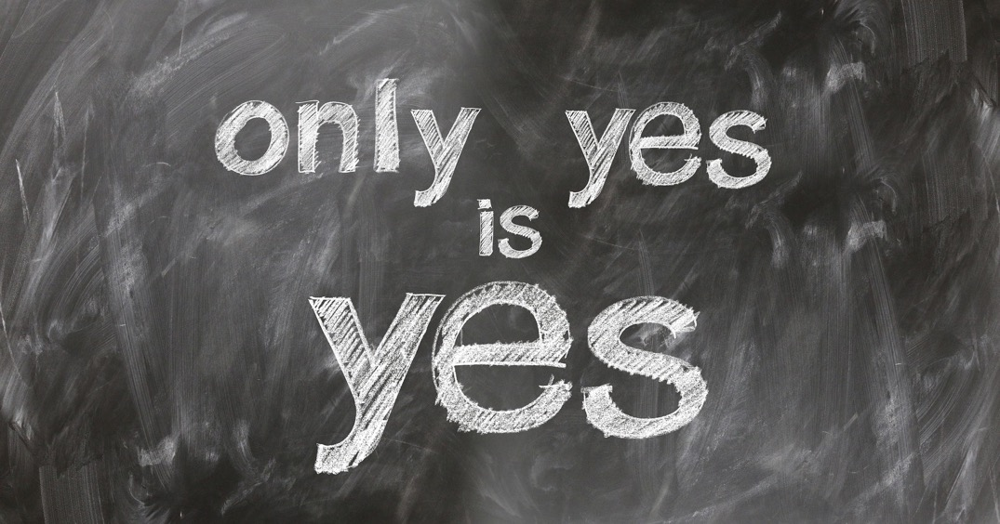 only yes
is
yes